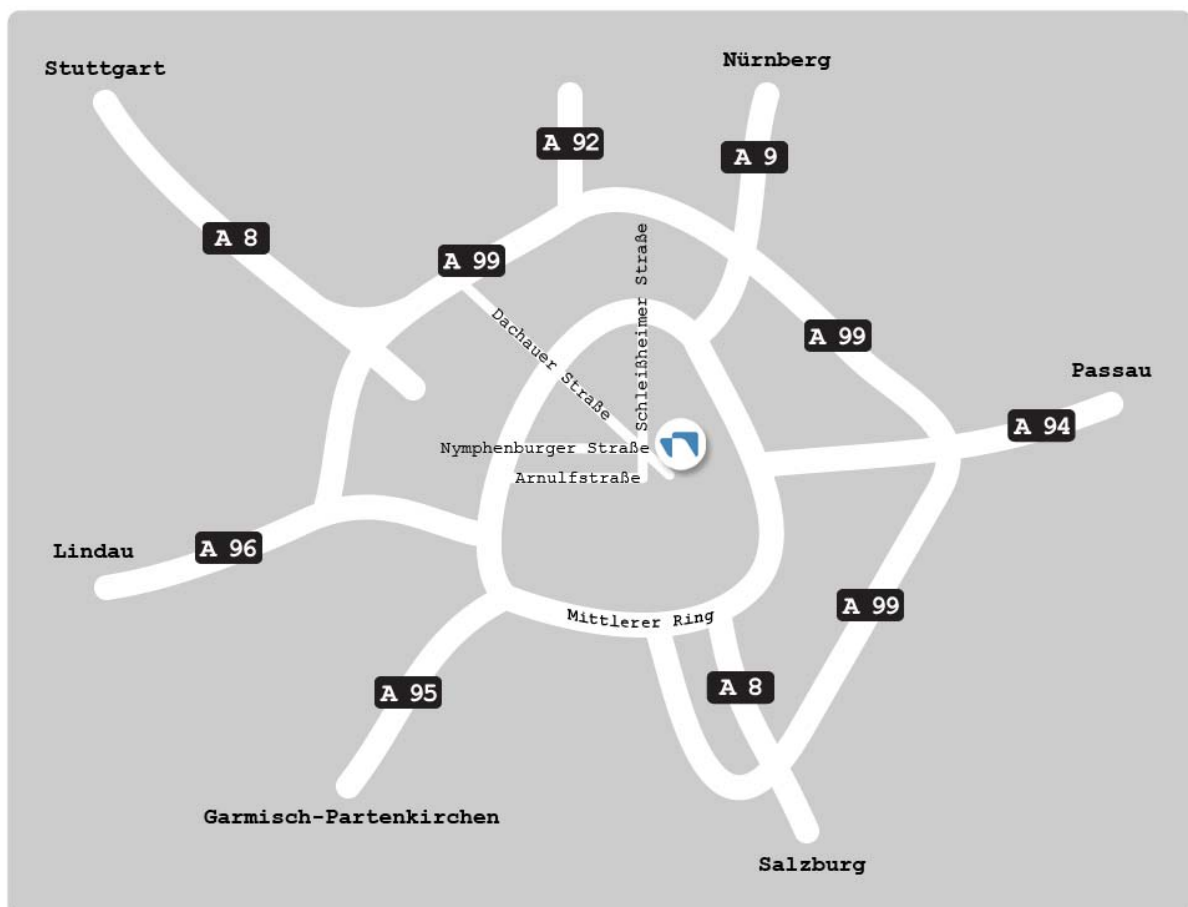 Nürnberg
Stuttgart
A 92
A 9
A 8
A 99
Schleißheimer Straße
Dachauer Straße
A 99
Passau
A 94
Nymphenburger Straße
Arnulfstraße
Lindau
A 96
A 99
Mittlerer Ring
A 95
A 8
Garmisch-Partenkirchen
Salzburg